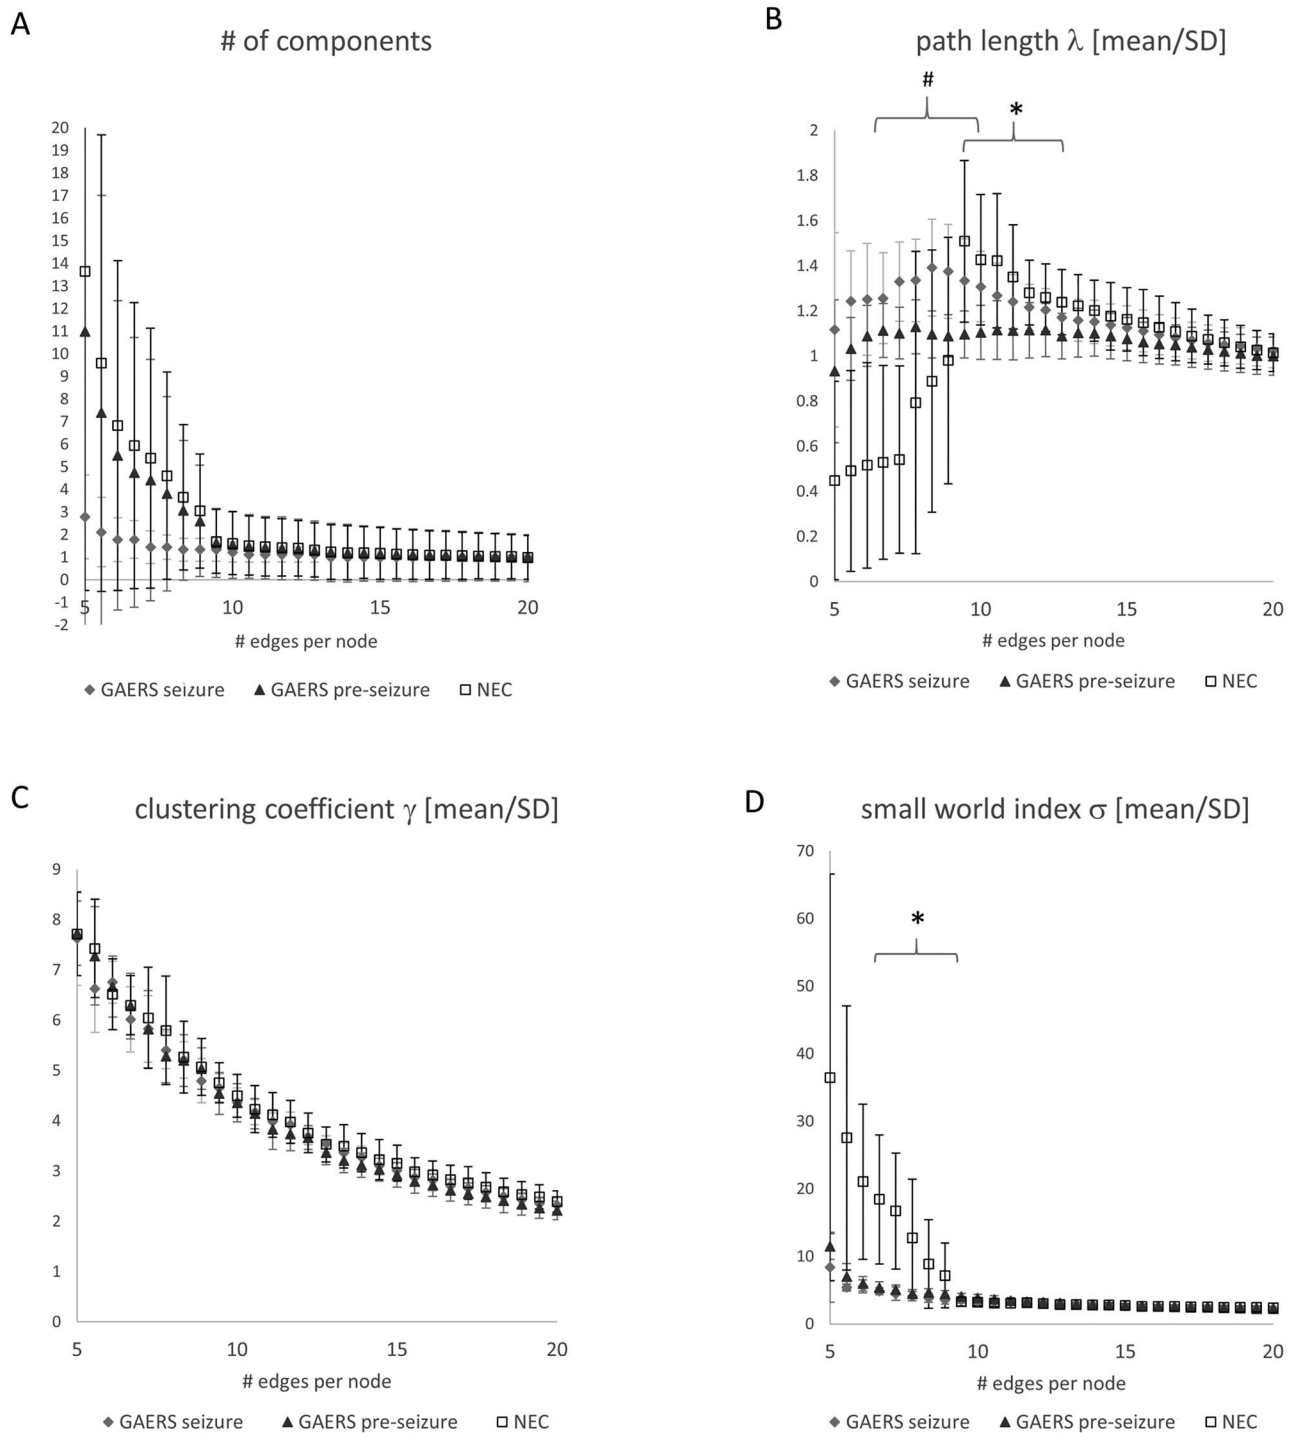 A
# of components
20
19
18
17
16
15
14
13
12
11
10
9
8
7
6
5
4
3
2
1
0
-1
-2
5
10
15
20
# edges per node
GAERS seizure
GAERS pre-seizure
NEC
B
path length λ [mean/SD]
#
*
2
1.8
1.6
1.4
1.2
1
0.8
0.6
0.4
0.2
0
5
10
15
20
# edges per node
GAERS seizure
GAERS pre-seizure
NEC
C
clustering coefficient γ [mean/SD]
9
8
7
6
5
4
3
2
1
0
5
10
15
20
# edges per node
GAERS seizure
GAERS pre-seizure
NEC
D
small world index σ [mean/SD]
*
70
60
50
40
30
20
10
0
5
10
15
20
# edges per node
GAERS seizure
GAERS pre-seizure
NEC